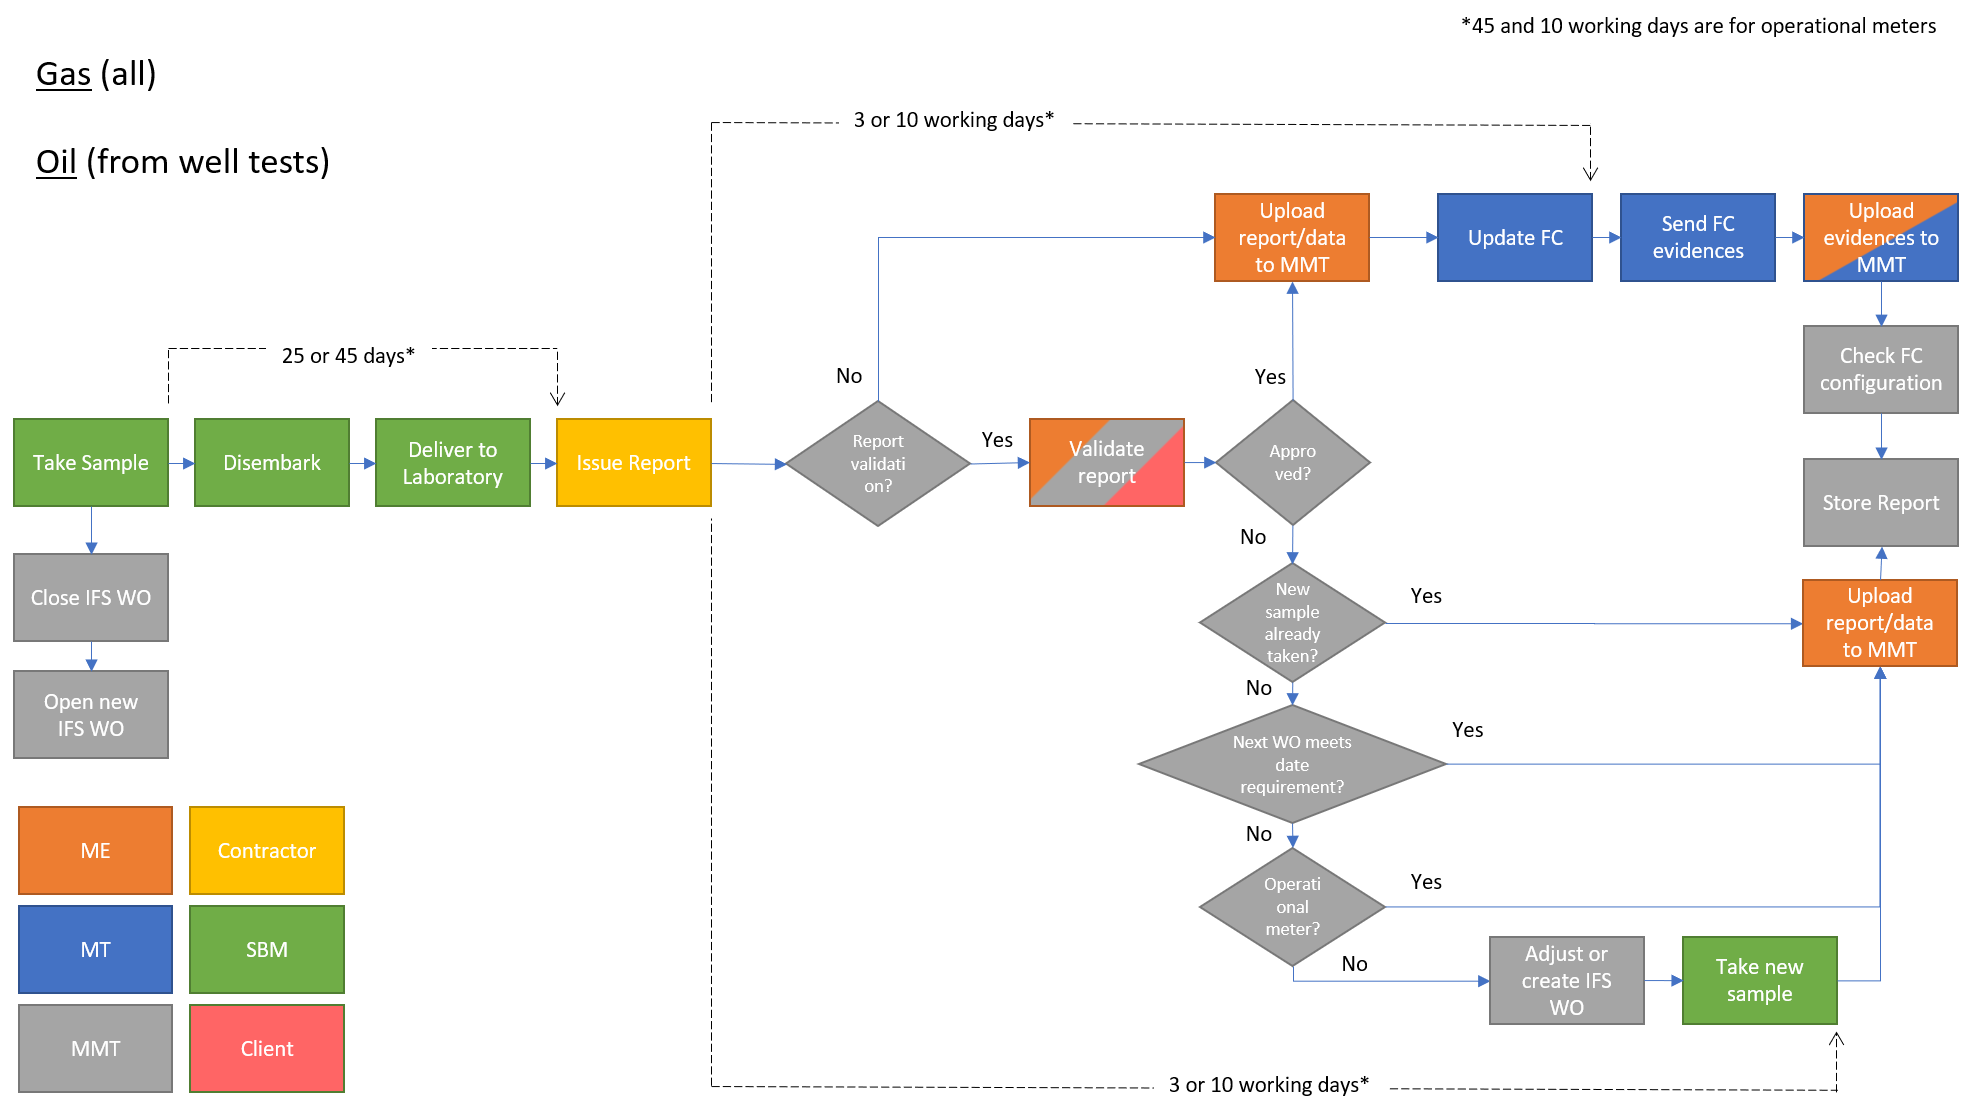 *45 and 10 working days are for operational meters
Gas (all)
Oil (from well tests)
3 or 10 working days*
Upload
report/data
to MMT
Update FC
Send FC
evidences
Upload
evidences to
MMT
25 or 45 days*
No
Yes
Check FC
configuration
Take Sample
Disembark
Deliver to
Laboratory
Issue Report
Report
validati
on?
Yes
Validate
report
Appro
ved?
Store Report
No
Close IFS WO
New
sample
already
taken?
Yes
Upload
report/data
to MMT
Open new
IFS WO
No
Next WO meets
date
requirement?
Yes
No
Operati
onal
meter?
Yes
No
Adjust or
create IFS
WO
Take new
sample
3 or 10 working days*
ME
Contractor
MT
SBM
MMT
Client